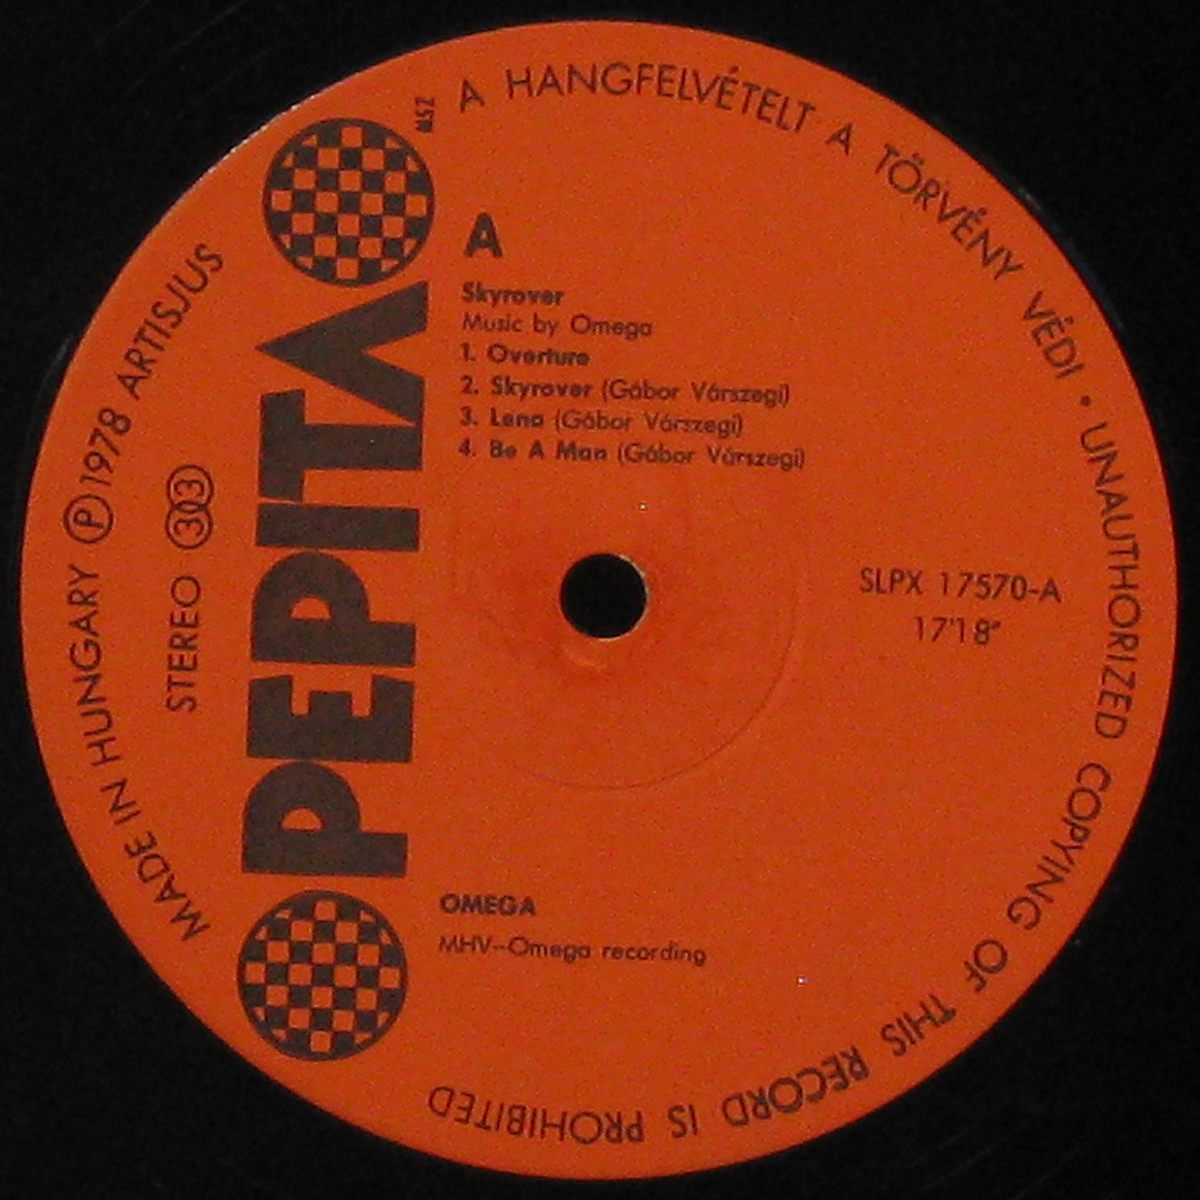 A HANGFELVÉTELT A TÖRVÉNY VÉDI • UNAUTHORIZED COPYING OF THIS RECORD IS PROHIBITED
MADE IN HUNGARY Ⓟ 1978 ARTISJUS
STEREO 303
PEPITA
MSZ
A
Skyrover
Music by Omega
1. Overture
2. Skyrover (Gábor Várszegi)
3. Lena (Gábor Várszegi)
4. Be A Man (Gábor Várszegi)
SLPX 17570-A
17'18"
OMEGA
MHV--Omega recording